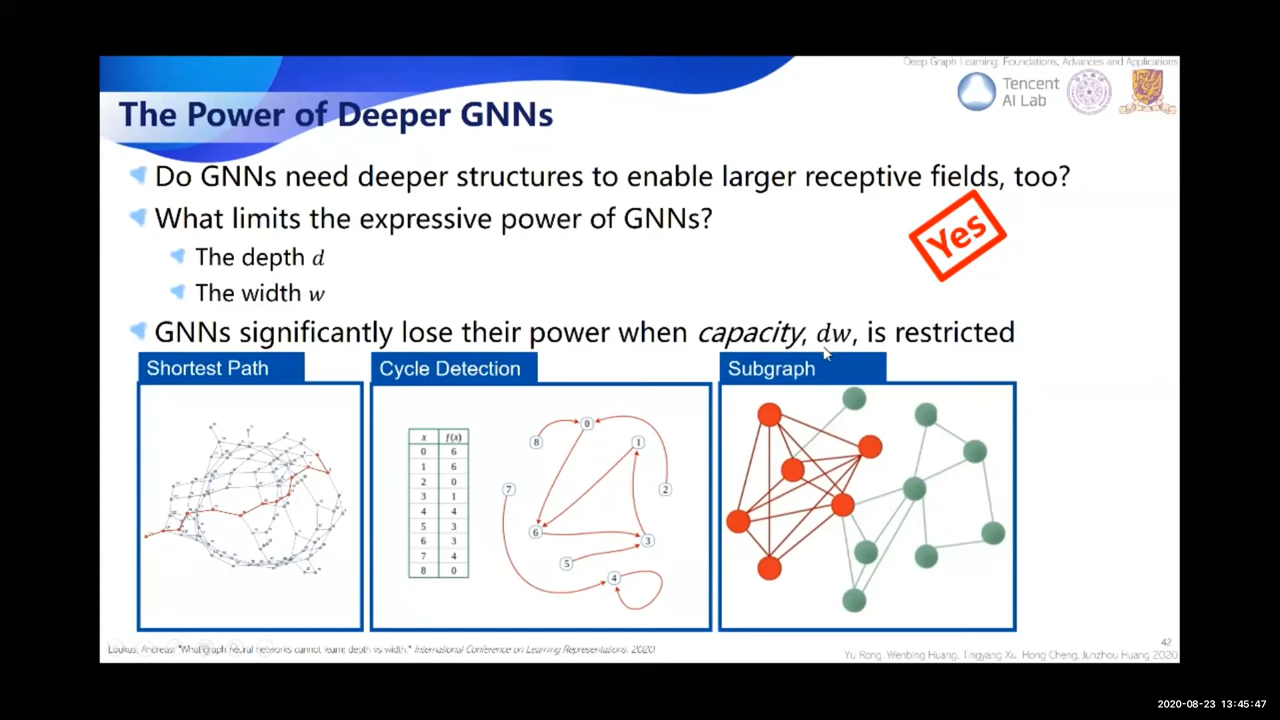 Deep Graph Learning: Foundations, Advances and Applications
Tencent
AI Lab
The Power of Deeper GNNs
Do GNNs need deeper structures to enable larger receptive fields, too?
What limits the expressive power of GNNs?
Yes
The depth d
The width w
GNNs significantly lose their power when capacity, dw, is restricted
Shortest Path
Cycle Detection
Subgraph
x f(x)
0 6
1 6
2 0
3 1
4 4
5 3
6 3
7 4
8 0
0
8
1
7
2
6
3
5
4
Loukas, Andreas. "What graph neural networks cannot learn: depth vs width." International Conference on Learning Representations. 2020.
42
Yu Rong, Wenbing Huang, Tingyang Xu, Hong Cheng, Junzhou Huang 2020
2020-08-23 13:45:47